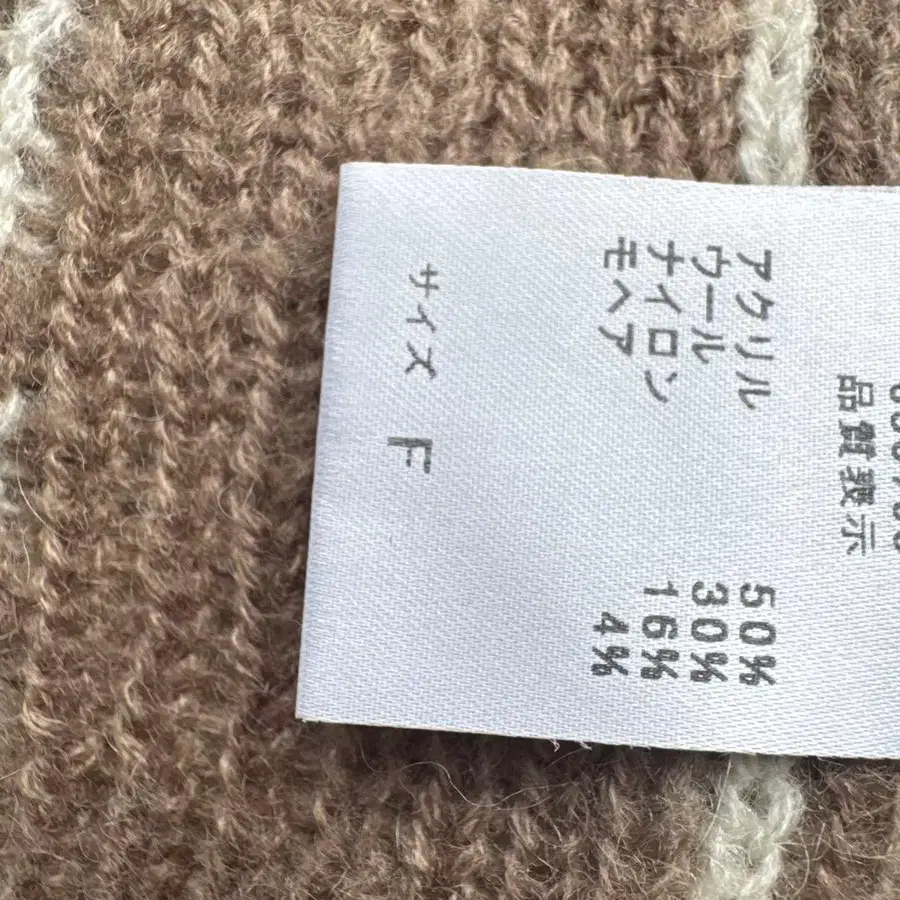 品質表示
アクリル 50%
ウール 30%
ナイロン 16%
モヘア 4%
サイズ F